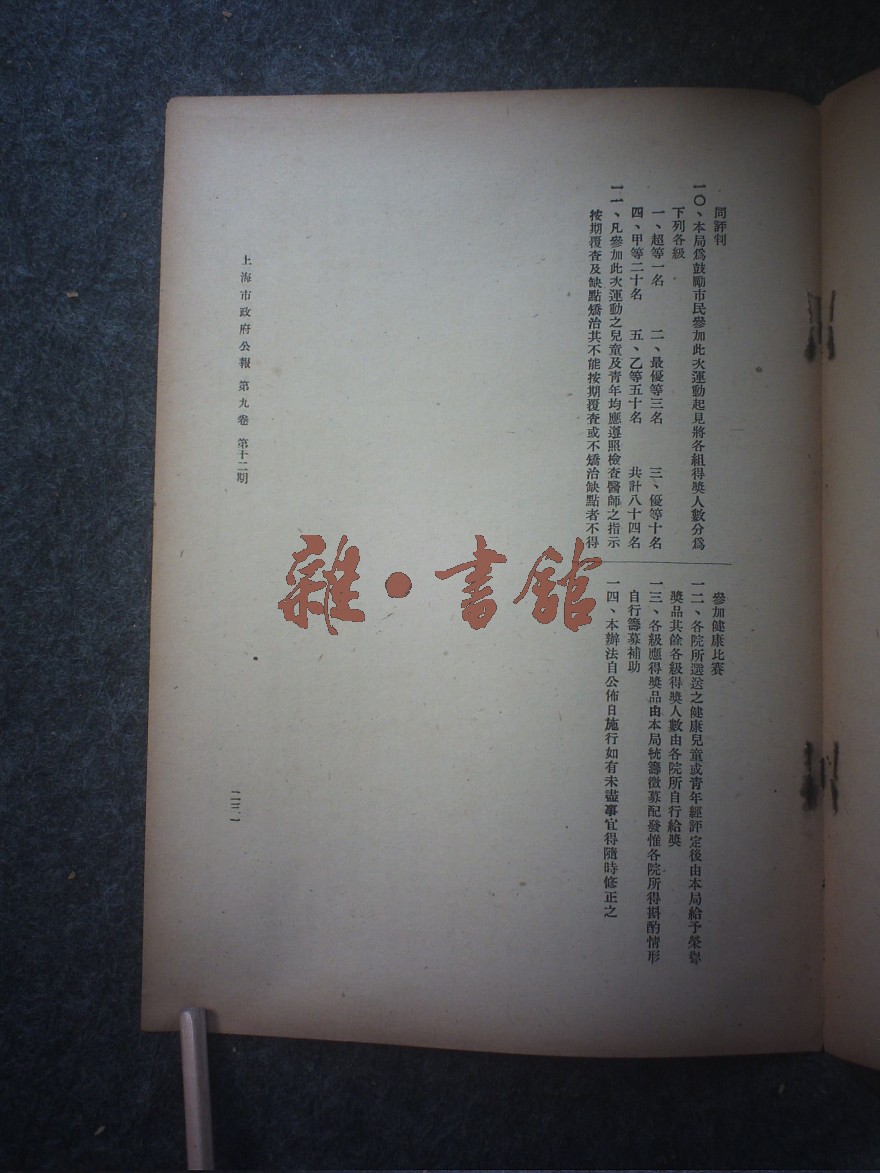 同評判
一〇、本局爲鼓勵市民參加此次運動起見將各組得獎人數分爲
下列各級
一、超等一名 二、最優等三名 三、優等十名
四、甲等二十名 五、乙等五十名 共計八十四名
一一、凡參加此次運動之兒童及青年均應遵照檢查醫師之指示
按期覆查及缺點矯治其不能按期覆查或不矯治缺點者不得
參加健康比賽
一二、各院所選送之健康兒童或青年經評定後由本局給予榮譽
獎品其餘各級得獎人數由各院所自行給獎
一三、各級應得獎品由本局統籌徵募配發惟各院所得斟酌情形
自行籌募補助
一四、本辦法自公佈日施行如有未盡事宜得隨時修正之
上海市政府公報 第九卷 第十二期
二三一
雜·書館